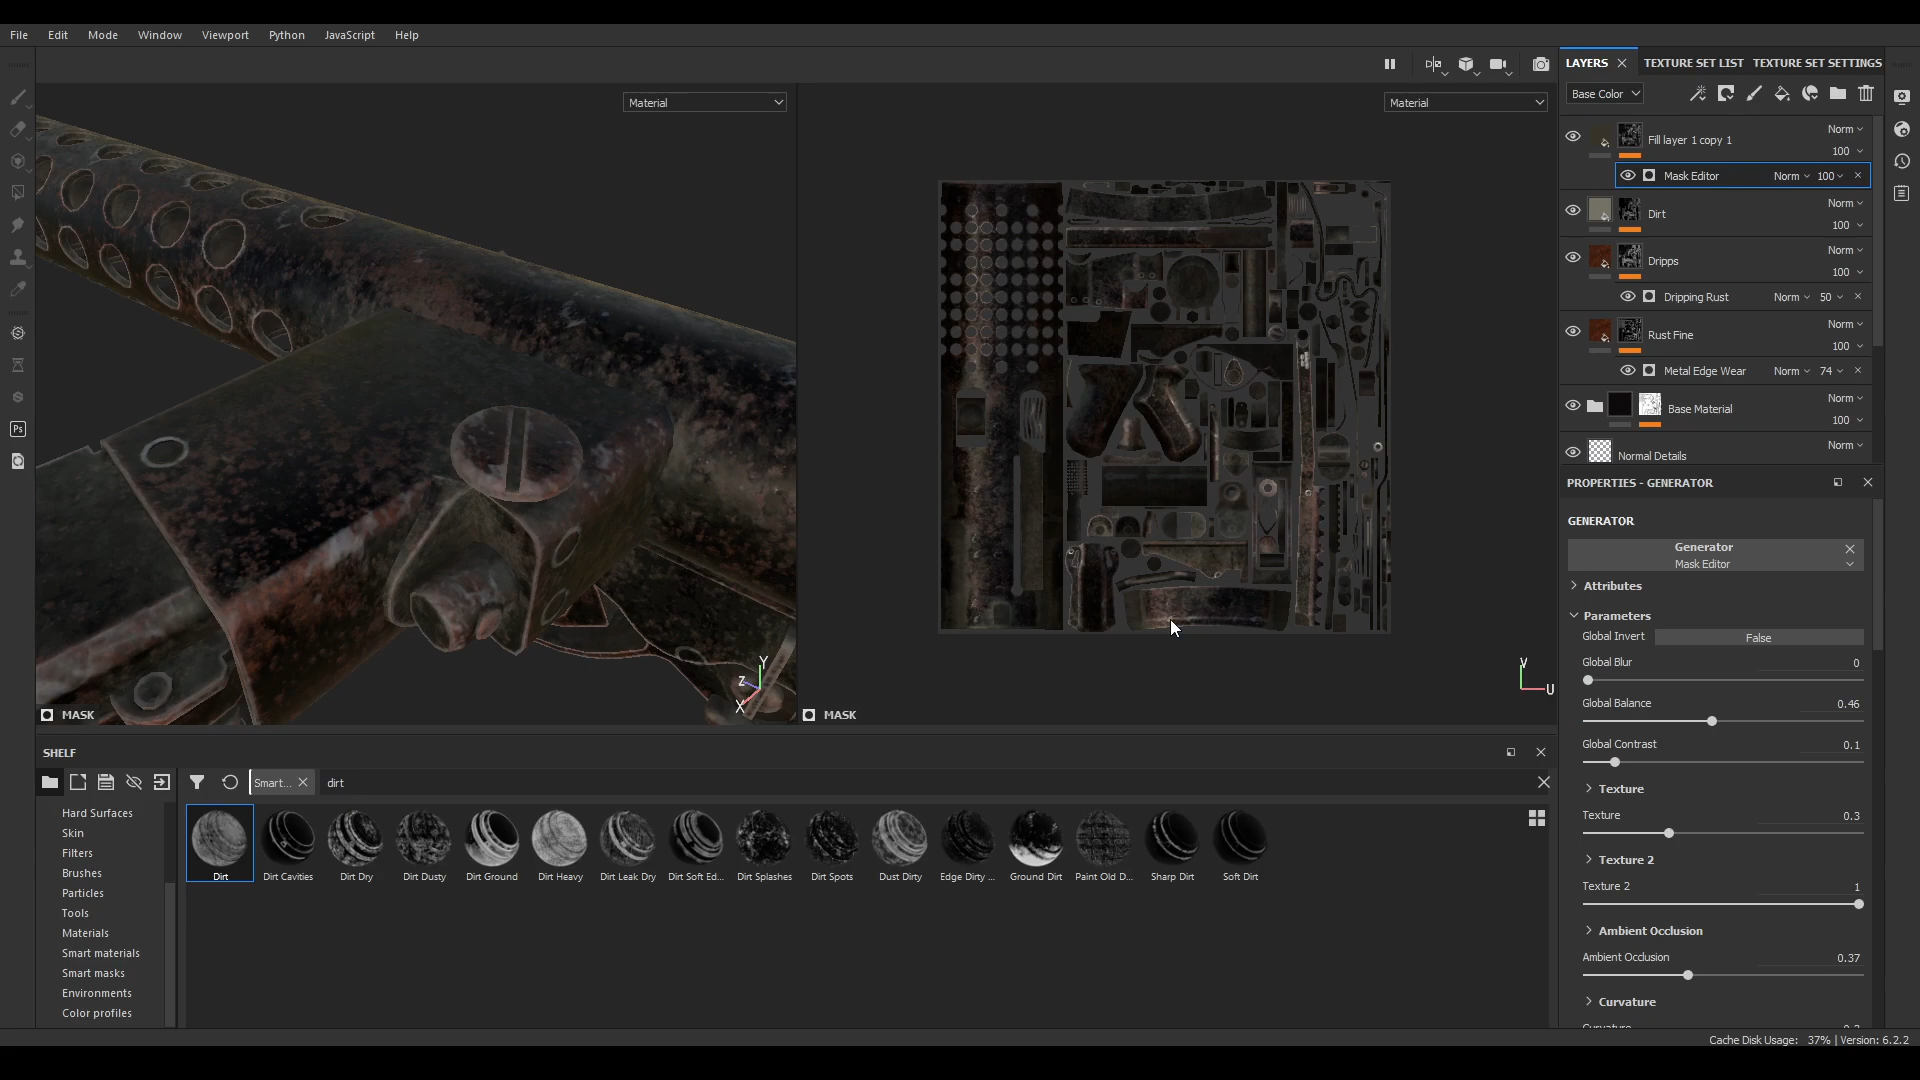 File Edit Mode Window Viewport Python JavaScript Help
LAYERS TEXTURE SET LIST TEXTURE SET SETTINGS
Material
Material
Base Color
Fill layer 1 copy 1 Norm
100
Mask Editor Norm 100
Dirt Norm
100
Dripps Norm
100
Dripping Rust Norm 50
Rust Fine Norm
100
Metal Edge Wear Norm 74
Base Material Norm
100
Normal Details Norm
Y
Z
X
V
U
MASK
MASK
PROPERTIES - GENERATOR
GENERATOR
Generator
Mask Editor
Attributes
Parameters
Global Invert False
Global Blur 0
Global Balance 0.46
Global Contrast 0.1
Texture
Texture 0.3
Texture 2
Texture 2 1
Ambient Occlusion
Ambient Occlusion 0.37
Curvature
Ps
SHELF
Smart... dirt
Hard Surfaces
Skin
Filters
Brushes
Particles
Tools
Materials
Smart materials
Smart masks
Environments
Color profiles
Dirt Dirt Cavities Dirt Dry Dirt Dusty Dirt Ground Dirt Heavy Dirt Leak Dry Dirt Soft Ed... Dirt Splashes Dirt Spots Dust Dirty Edge Dirty ... Ground Dirt Paint Old D... Sharp Dirt Soft Dirt
Cache Disk Usage: 37% | Version: 6.2.2